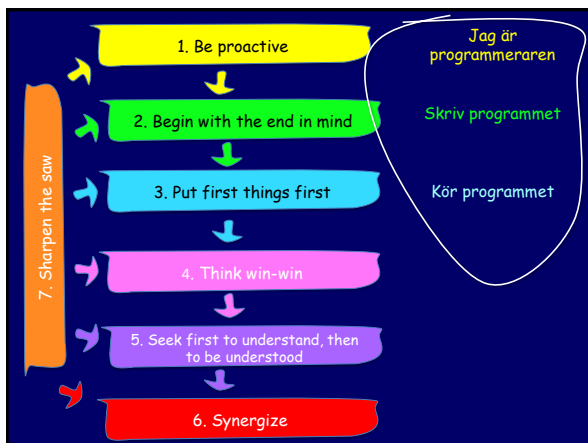 1. Be proactive
Jag är
programmeraren
2. Begin with the end in mind
Skriv programmet
3. Put first things first
Kör programmet
4. Think win-win
5. Seek first to understand, then
to be understood
6. Synergize
7. Sharpen the saw